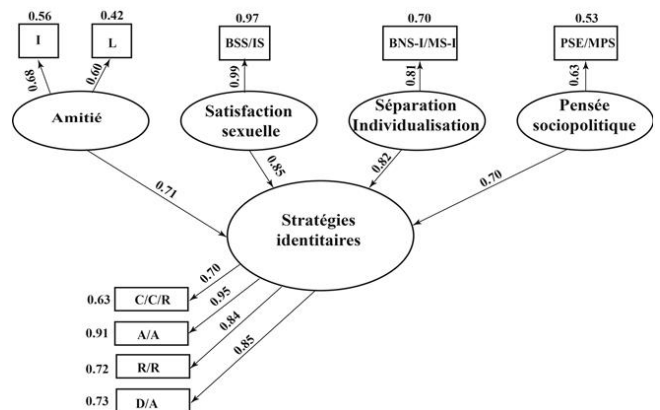 0.56
0.42
0.97
0.70
0.53
I
L
BSS/IS
BNS-I/MS-I
PSE/MPS
0.68
0.60
0.99
0.81
0.63
Amitié
Satisfaction
sexuelle
Séparation
Individualisation
Pensée
sociopolitique
0.71
0.85
0.82
0.70
Stratégies
identitaires
0.70
0.95
0.84
0.85
0.63
C/C/R
0.91
A/A
0.72
R/R
0.73
D/A